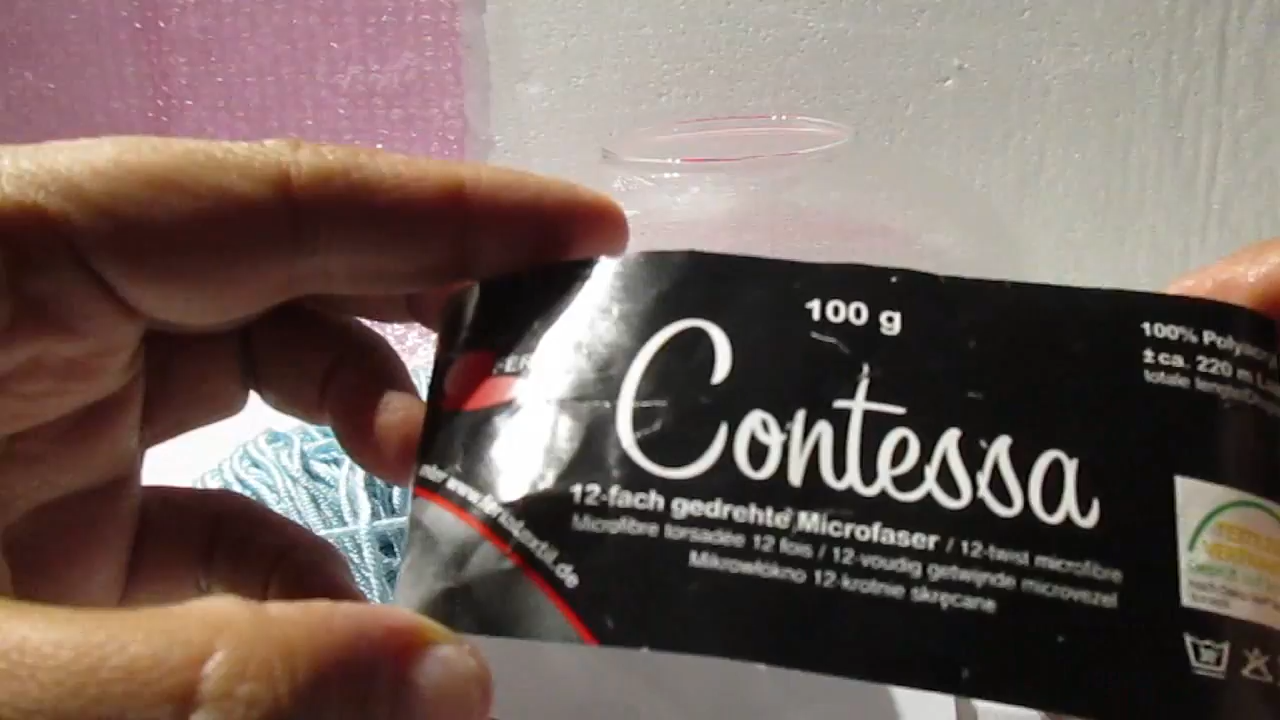 100 g
Contessa
12-fach gedrehte Microfaser / 12-twist microfibre
Microfibre torsadée 12 fois / 12-voudig getwijnde microvezel
Mikrowłókno 12-krotnie skręcane
100%
±ca. 220 m
totale